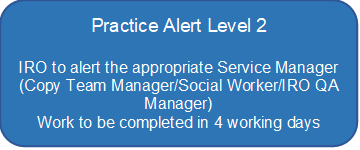 Practice Alert Level 2
IRO to alert the appropriate Service Manager
(Copy Team Manager/Social Worker/IRO QA
Manager)
Work to be completed in 4 working days